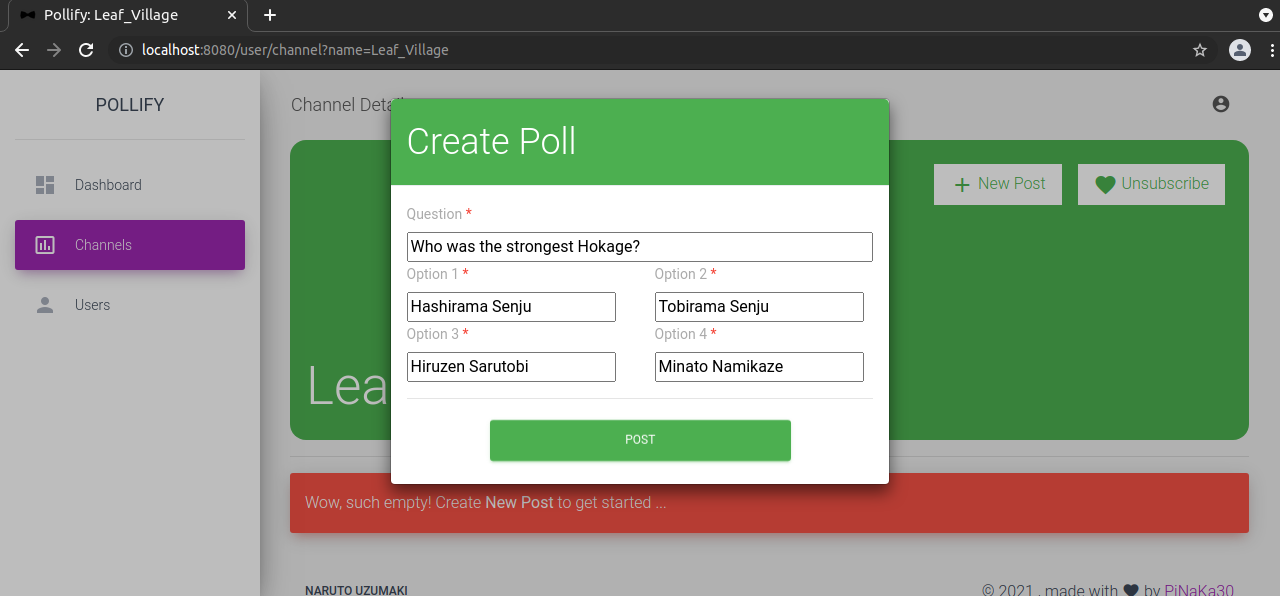 Pollify: Leaf_Village
localhost:8080/user/channel?name=Leaf_Village
POLLIFY
Channel Deta
Dashboard
Channels
Users
New Post
Unsubscribe
Lea
Create Poll
Question *
Who was the strongest Hokage?
Option 1 * Option 2 *
Hashirama Senju Tobirama Senju
Option 3 * Option 4 *
Hiruzen Sarutobi Minato Namikaze
POST
Wow, such empty! Create New Post to get started ...
NARUTO UZUMAKI
© 2021 , made with by PiNaKa30